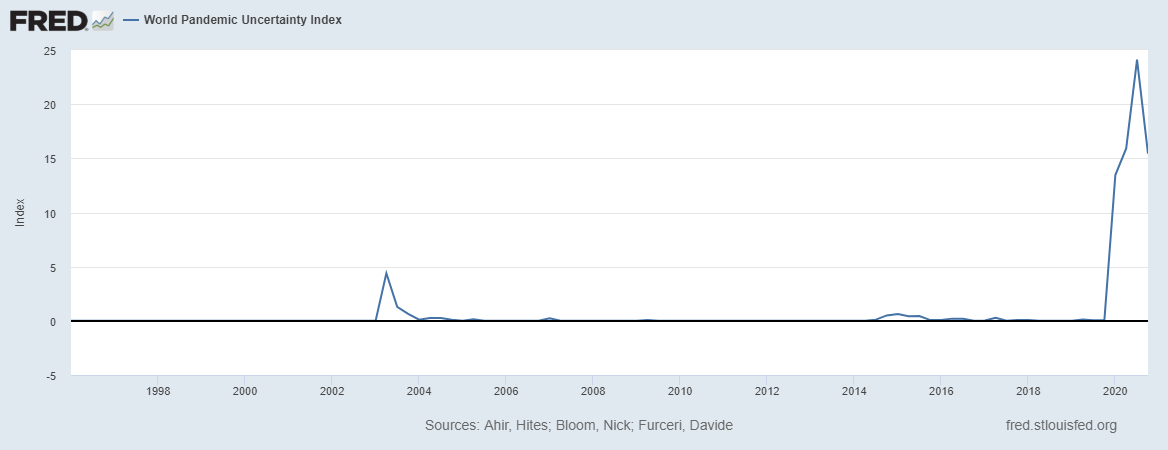 FRED World Pandemic Uncertainty Index
25
20
15
10
5
0
-5
Index
1998 2000 2002 2004 2006 2008 2010 2012 2014 2016 2018 2020
Sources: Ahir, Hites; Bloom, Nick; Furceri, Davide fred.stlouisfed.org